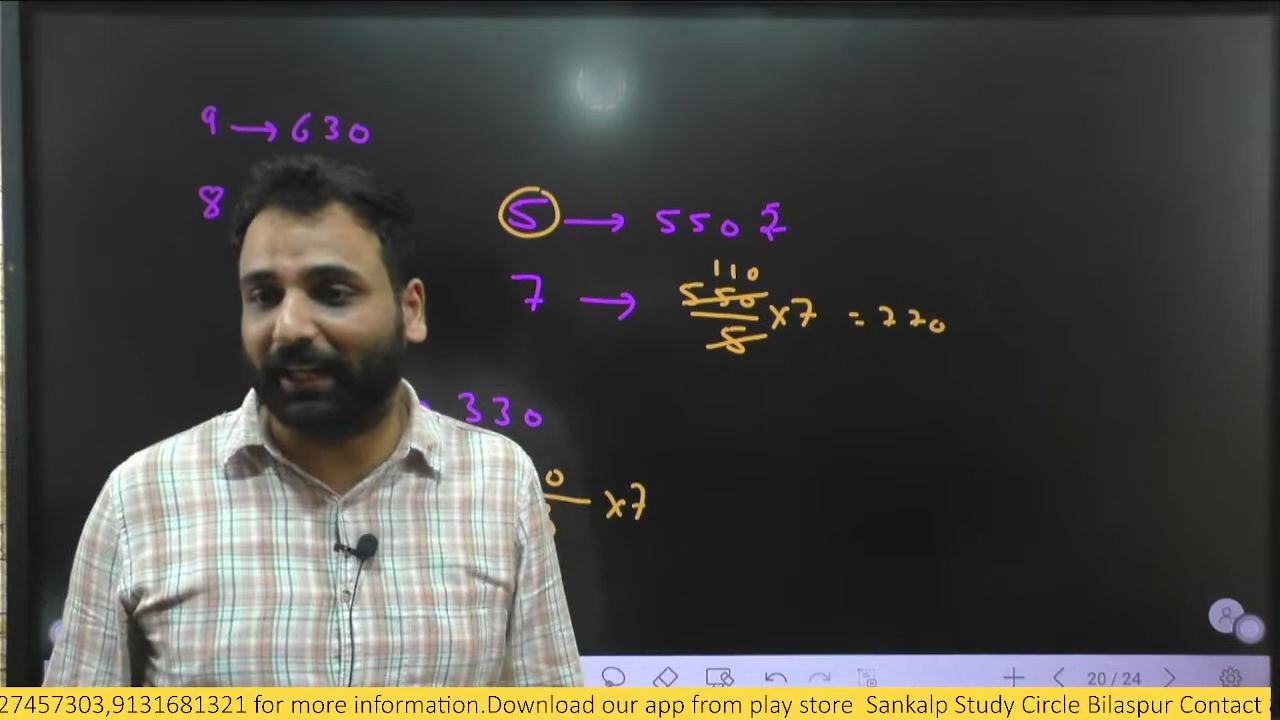 9 → 630
8
5 → 550 ₹
110
7 → 550/5 x7 = 770
330
0
x7
20 / 24
27457303,9131681321 for more information.Download our app from play store Sankalp Study Circle Bilaspur Contact